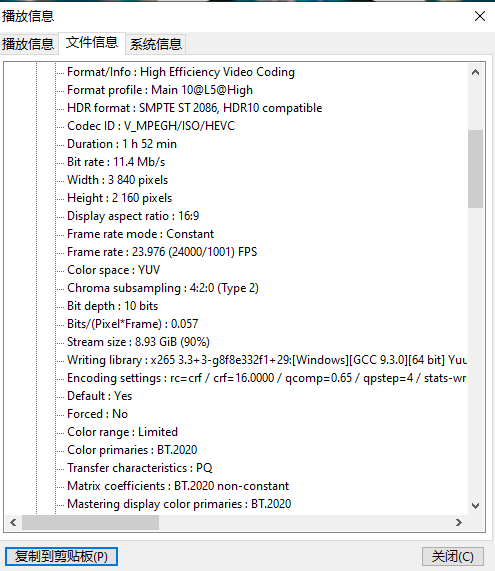 播放信息
播放信息 文件信息 系统信息
Format/Info : High Efficiency Video Coding
Format profile : Main 10@L5@High
HDR format : SMPTE ST 2086, HDR10 compatible
Codec ID : V_MPEGH/ISO/HEVC
Duration : 1 h 52 min
Bit rate : 11.4 Mb/s
Width : 3 840 pixels
Height : 2 160 pixels
Display aspect ratio : 16:9
Frame rate mode : Constant
Frame rate : 23.976 (24000/1001) FPS
Color space : YUV
Chroma subsampling : 4:2:0 (Type 2)
Bit depth : 10 bits
Bits/(Pixel*Frame) : 0.057
Stream size : 8.93 GiB (90%)
Writing library : x265 3.3+3-g8f8e332f1+29:[Windows][GCC 9.3.0][64 bit] Yuu
Encoding settings : rc=crf / crf=16.0000 / qcomp=0.65 / qpstep=4 / stats-wr
Default : Yes
Forced : No
Color range : Limited
Color primaries : BT.2020
Transfer characteristics : PQ
Matrix coefficients : BT.2020 non-constant
Mastering display color primaries : BT.2020
复制到剪贴板(P) 关闭(C)